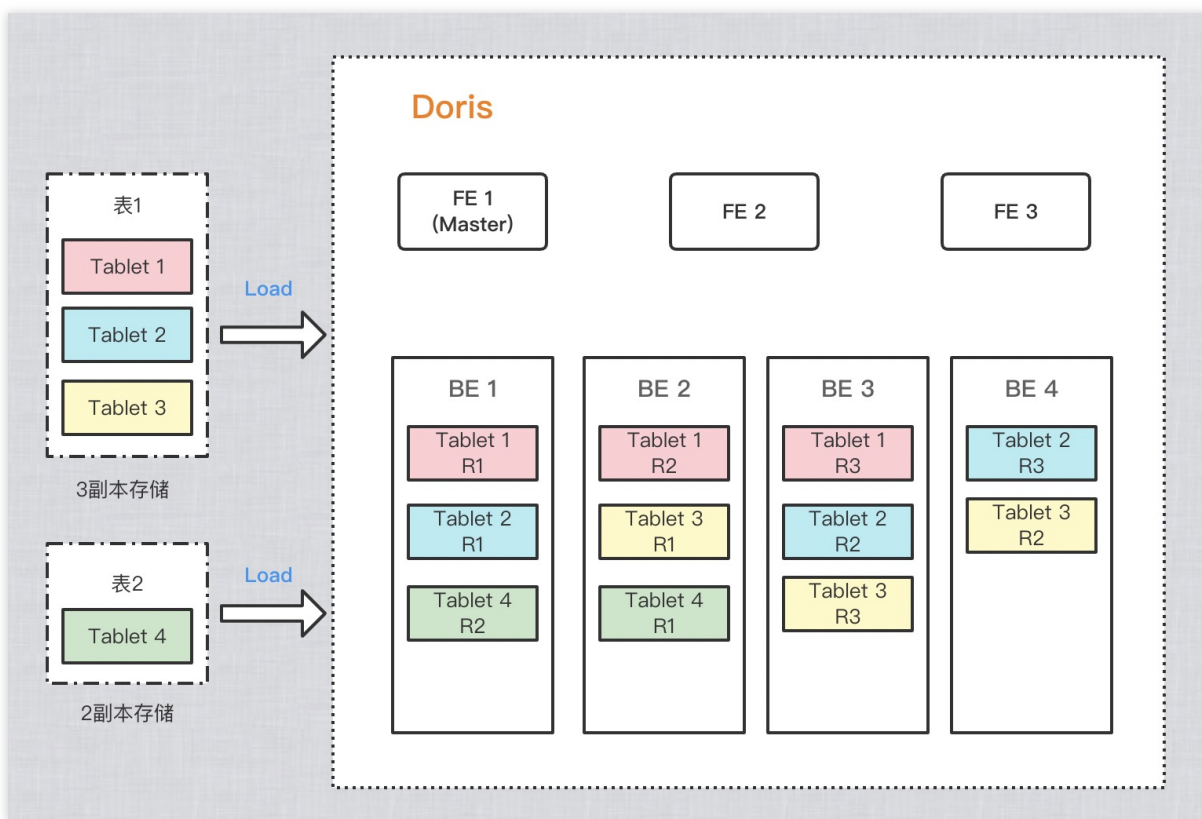 Doris
表1
Tablet 1
Tablet 2
Tablet 3
3副本存储
Load
表2
Tablet 4
2副本存储
Load
FE 1
(Master)
FE 2
FE 3
BE 1
Tablet 1
R1
Tablet 2
R1
Tablet 4
R2
BE 2
Tablet 1
R2
Tablet 3
R1
Tablet 4
R1
BE 3
Tablet 1
R3
Tablet 2
R2
Tablet 3
R3
BE 4
Tablet 2
R3
Tablet 3
R2